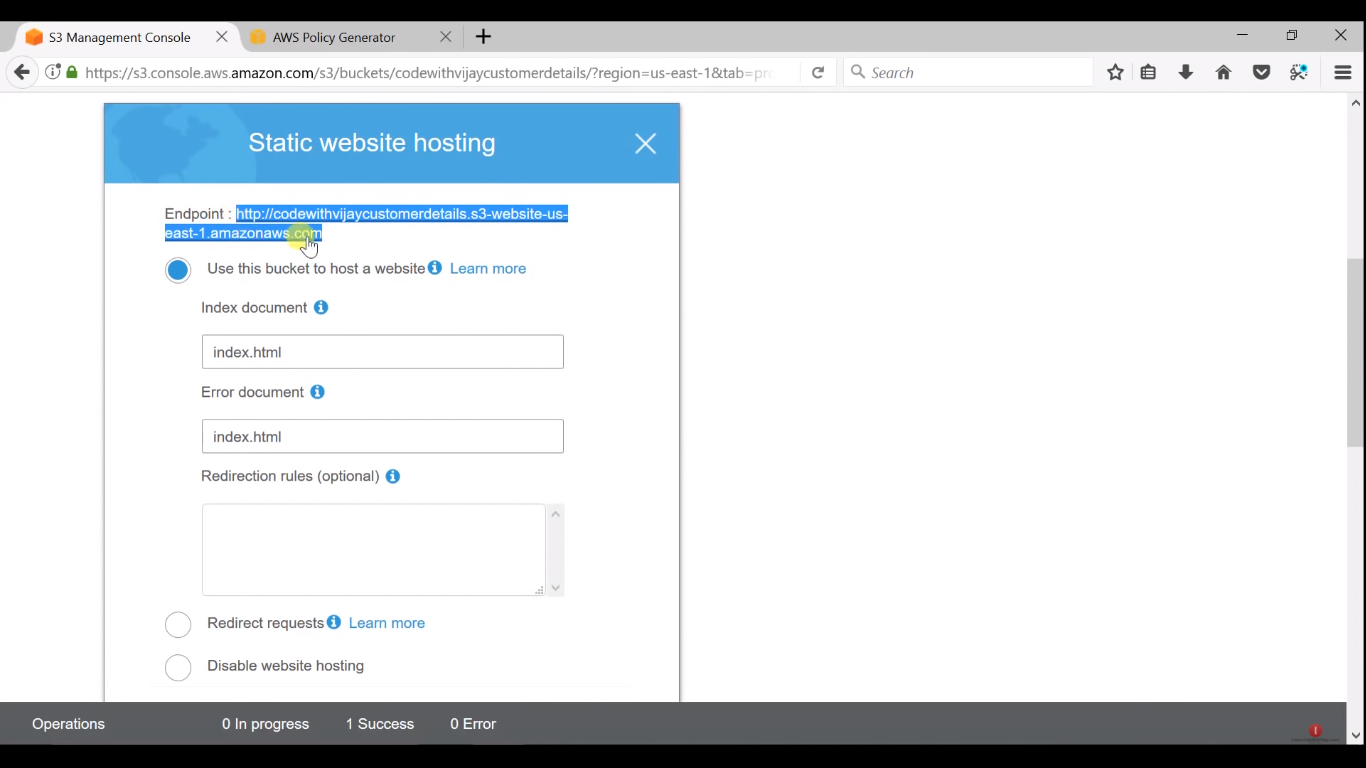 S3 Management Console
AWS Policy Generator
https://s3.console.aws.amazon.com/s3/buckets/codewithvijaycustomerdetails/?region=us-east-1&tab=pr
Search
Static website hosting
Endpoint : http://codewithvijaycustomerdetails.s3-website-us-
east-1.amazonaws.com
Use this bucket to host a website Learn more
Index document
index.html
Error document
index.html
Redirection rules (optional)
Redirect requests Learn more
Disable website hosting
Operations 0 In progress 1 Success 0 Error